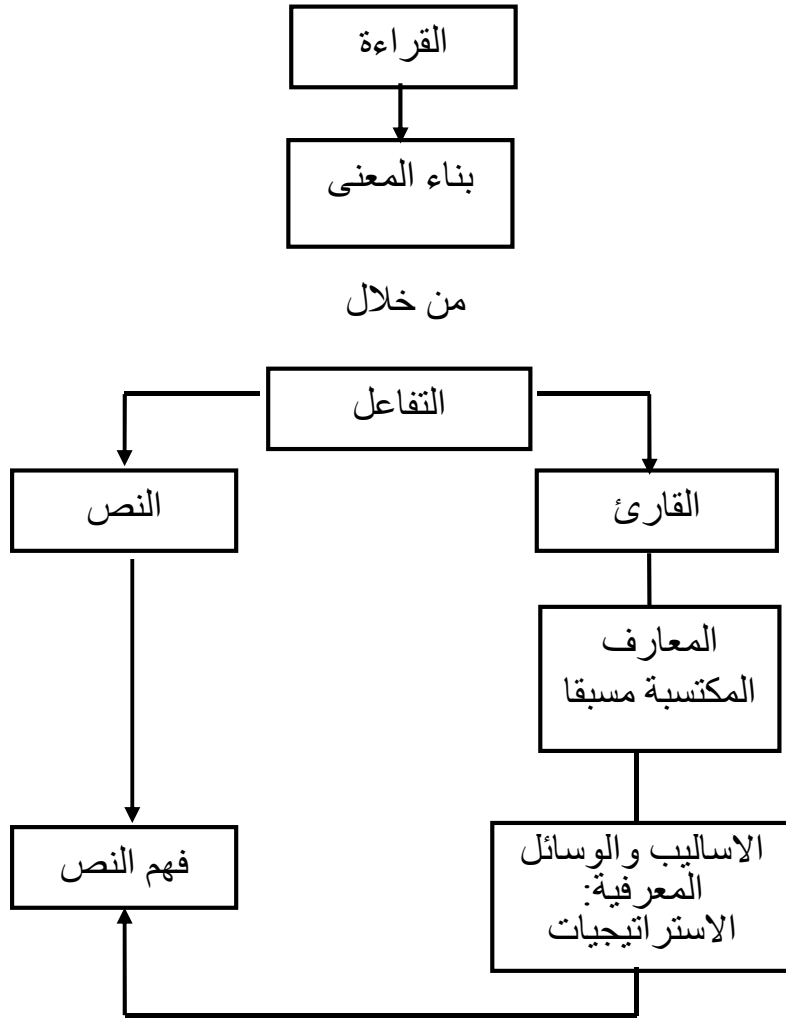 القراءة
بناء المعنى
من خلال
التفاعل
القارئ
النص
المعارف
المكتسبة مسبقا
الاساليب والوسائل
المعرفية:
الاستراتيجيات
فهم النص